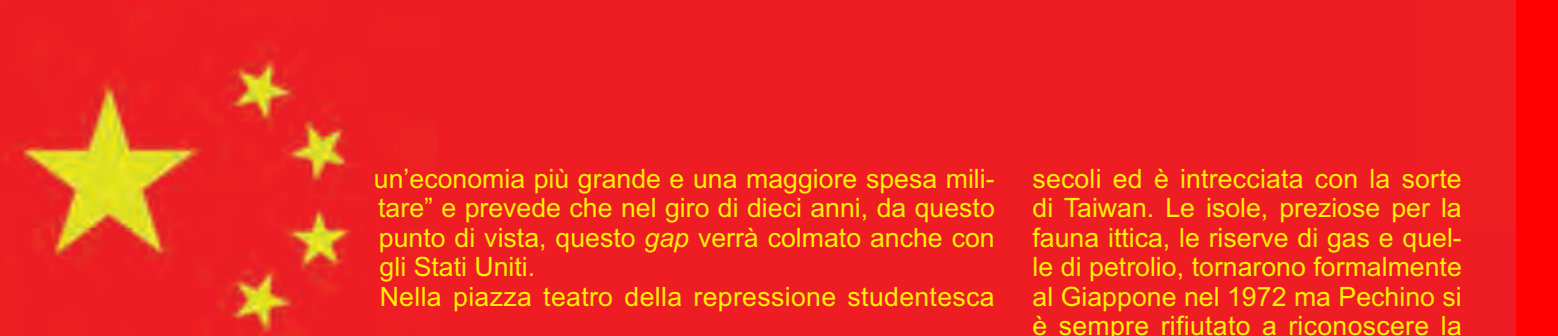 un’economia più grande e una maggiore spesa mili-
tare” e prevede che nel giro di dieci anni, da questo
punto di vista, questo gap verrà colmato anche con
gli Stati Uniti.
Nella piazza teatro della repressione studentesca
secoli ed è intrecciata con la sorte
di Taiwan. Le isole, preziose per la
fauna ittica, le riserve di gas e quel-
le di petrolio, tornarono formalmente
al Giappone nel 1972 ma Pechino si
è sempre rifiutato a riconoscere la